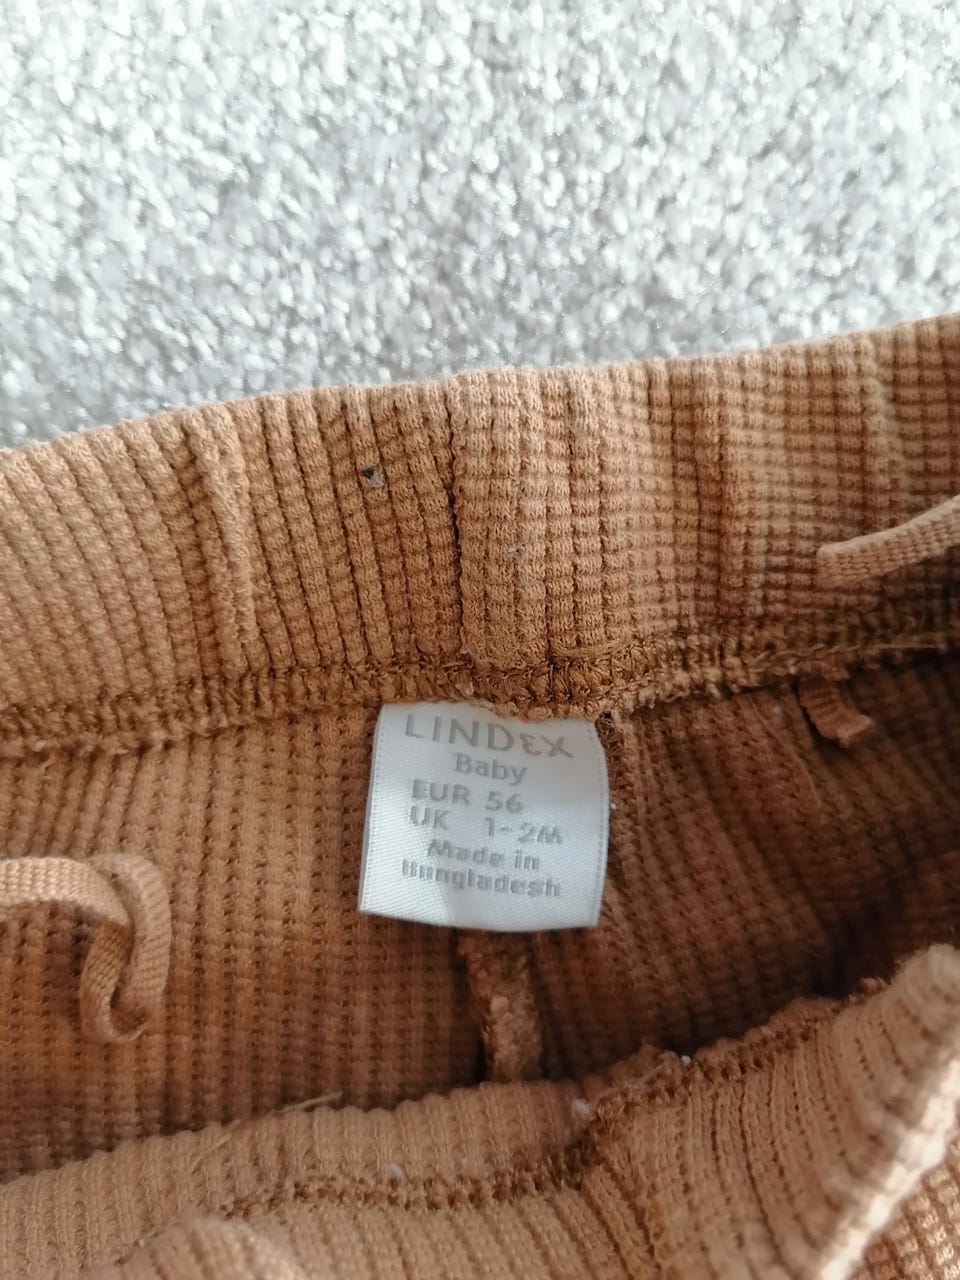 LINDEX
Baby
EUR 56
UK 1-2M
Made in
Bangladesh